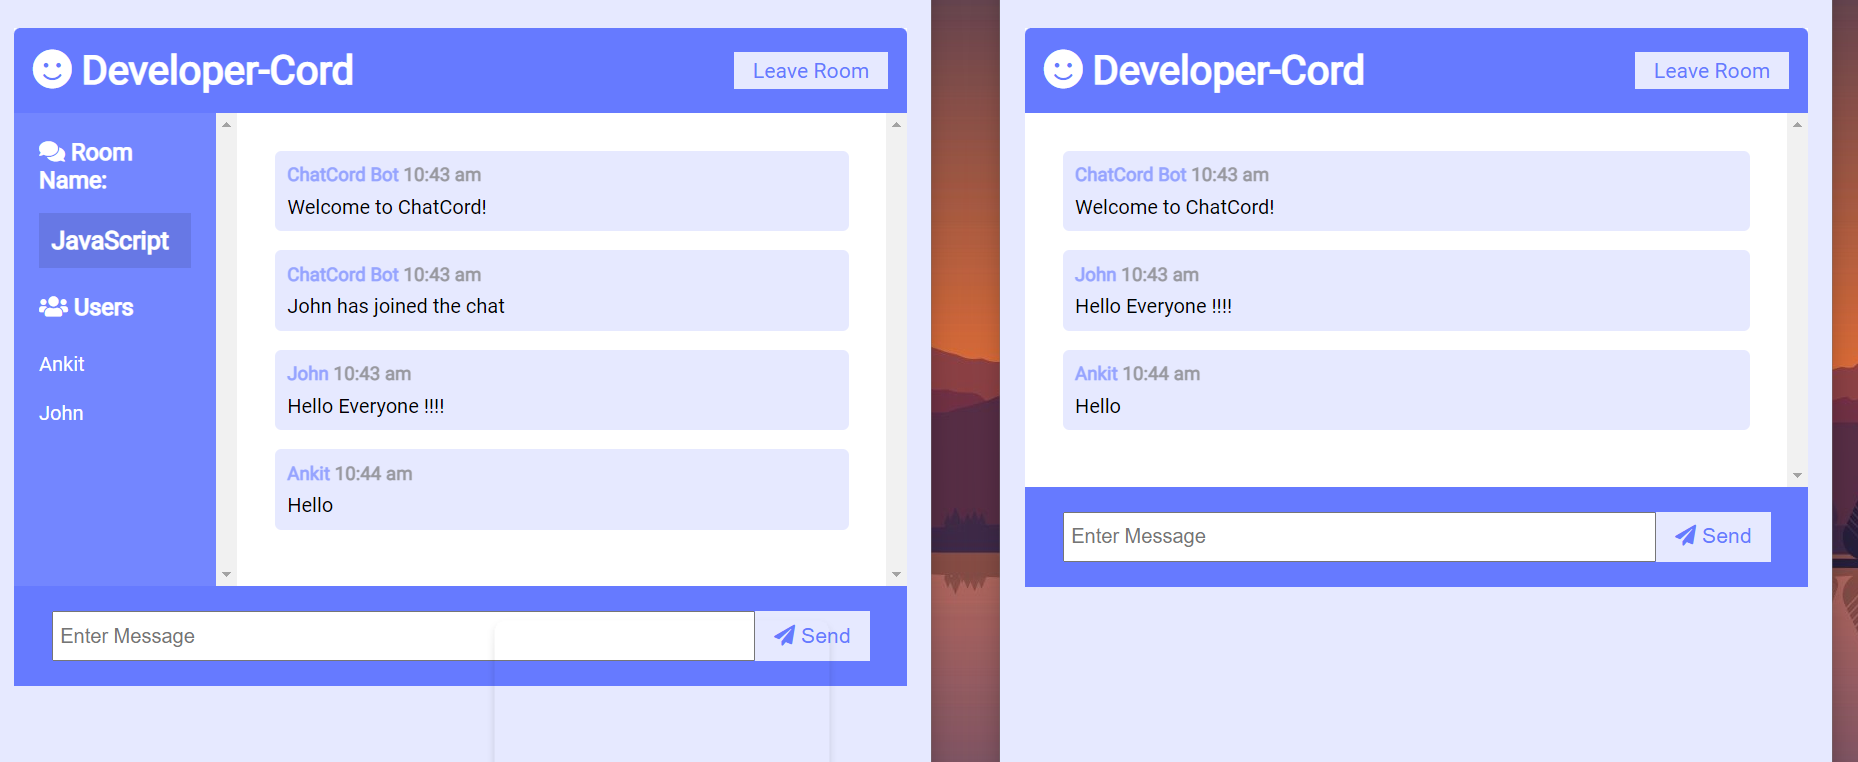 Developer-Cord
Leave Room
Room
Name:
JavaScript
Users
Ankit
John
ChatCord Bot 10:43 am
Welcome to ChatCord!
ChatCord Bot 10:43 am
John has joined the chat
John 10:43 am
Hello Everyone !!!!
Ankit 10:44 am
Hello
Enter Message
Send
Developer-Cord
Leave Room
ChatCord Bot 10:43 am
Welcome to ChatCord!
John 10:43 am
Hello Everyone !!!!
Ankit 10:44 am
Hello
Enter Message
Send